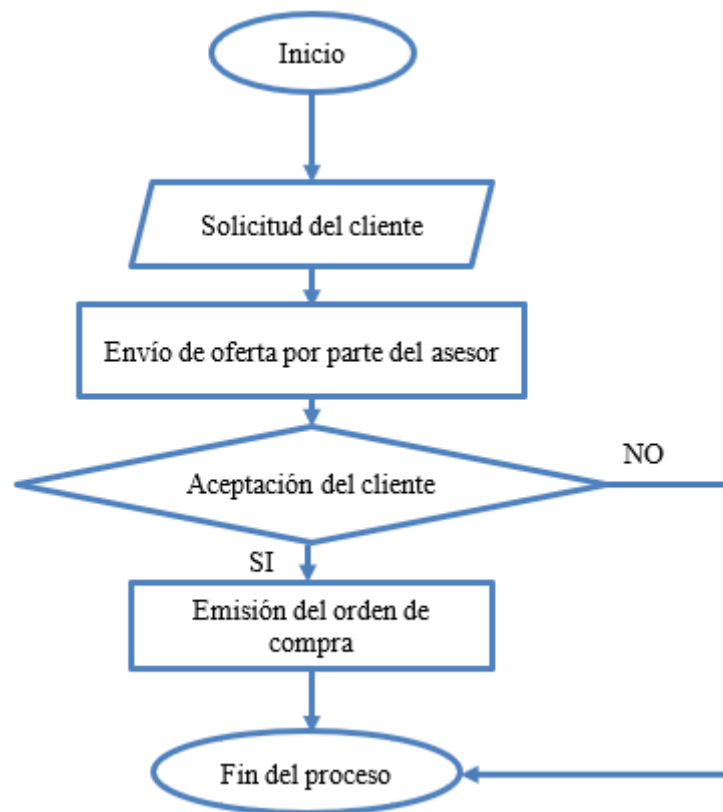 Inicio
Solicitud del cliente
Envío de oferta por parte del asesor
NO
Aceptación del cliente
SI
Emisión del orden de
compra
Fin del proceso